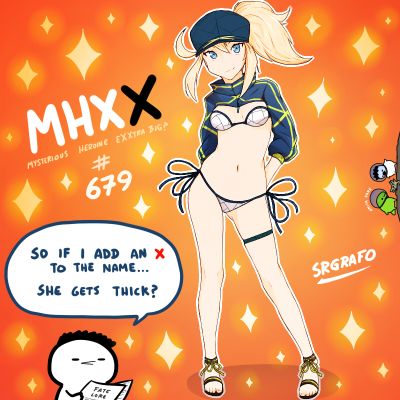 MHXX
MYSTERIOUS HEROINE EXXTRA BIG?
#
679
SO IF I ADD AN X
TO THE NAME...
SHE GETS THICK?
SRGRAFO
FATE
LORE